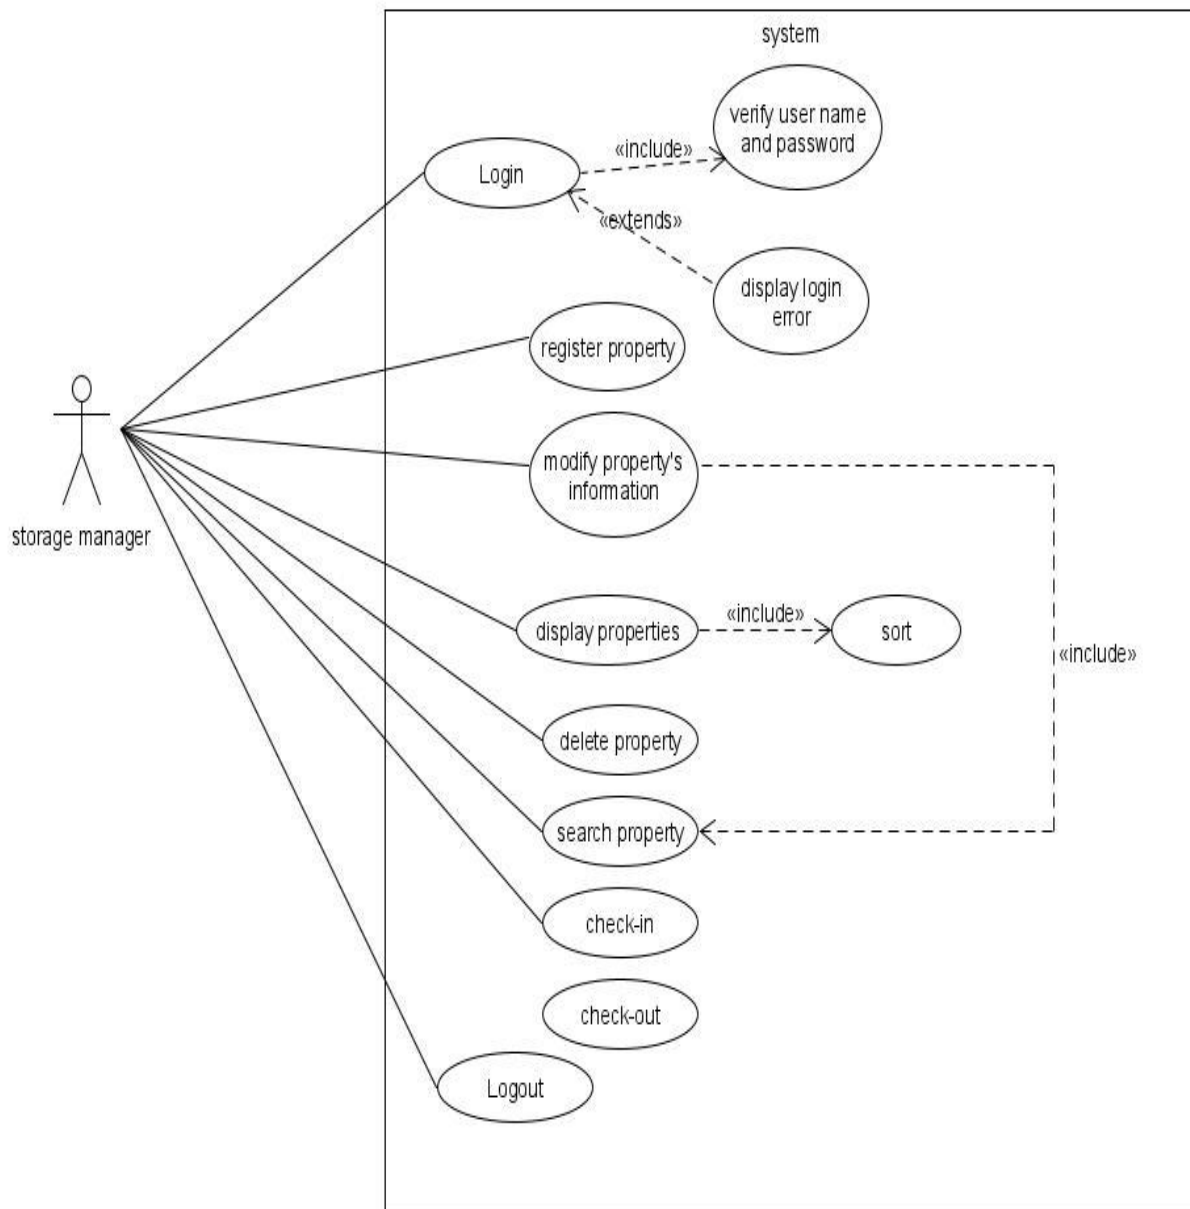 system
verify user name
and password
«include»
Login
«extends»
display login
error
register property
modify property's
information
storage manager
«include»
display properties
sort
«include»
delete property
search property
check-in
check-out
Logout